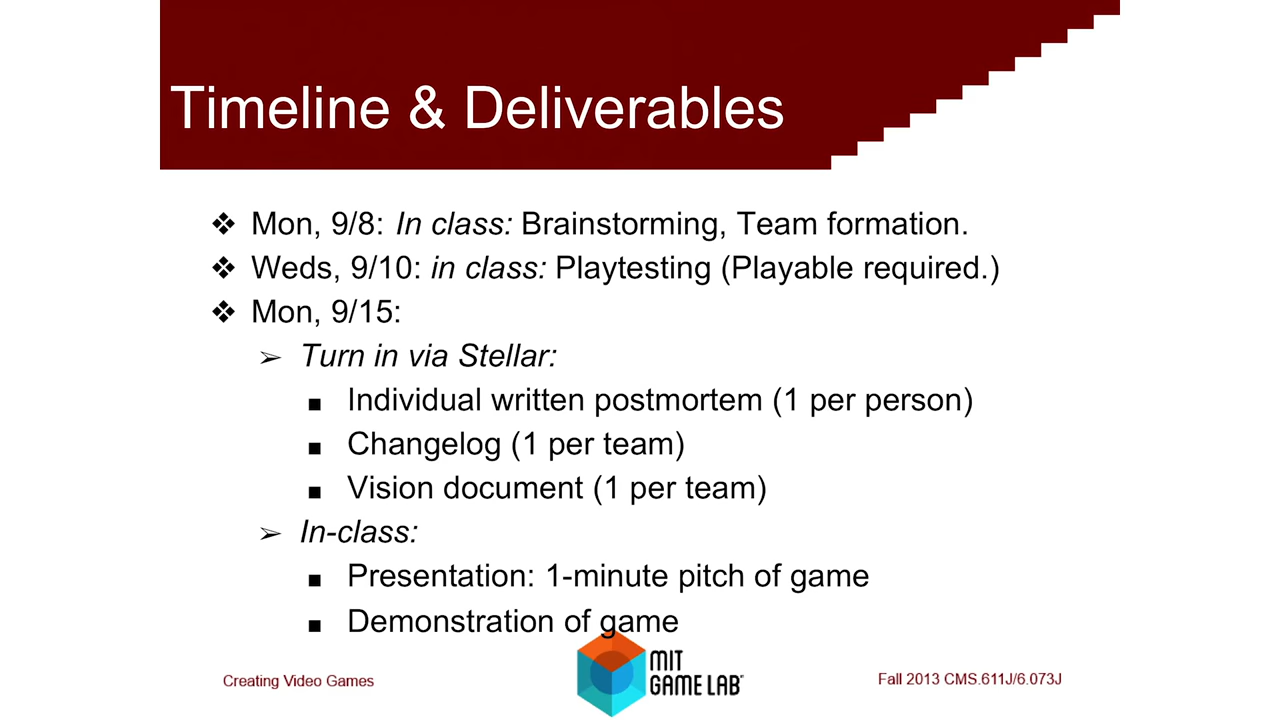 Timeline & Deliverables
❖ Mon, 9/8: In class: Brainstorming, Team formation.
❖ Weds, 9/10: in class: Playtesting (Playable required.)
❖ Mon, 9/15:
➢ Turn in via Stellar:
■ Individual written postmortem (1 per person)
■ Changelog (1 per team)
■ Vision document (1 per team)
➢ In-class:
■ Presentation: 1-minute pitch of game
■ Demonstration of game
Creating Video Games
MIT
GAME LAB
Fall 2013 CMS.611J/6.073J